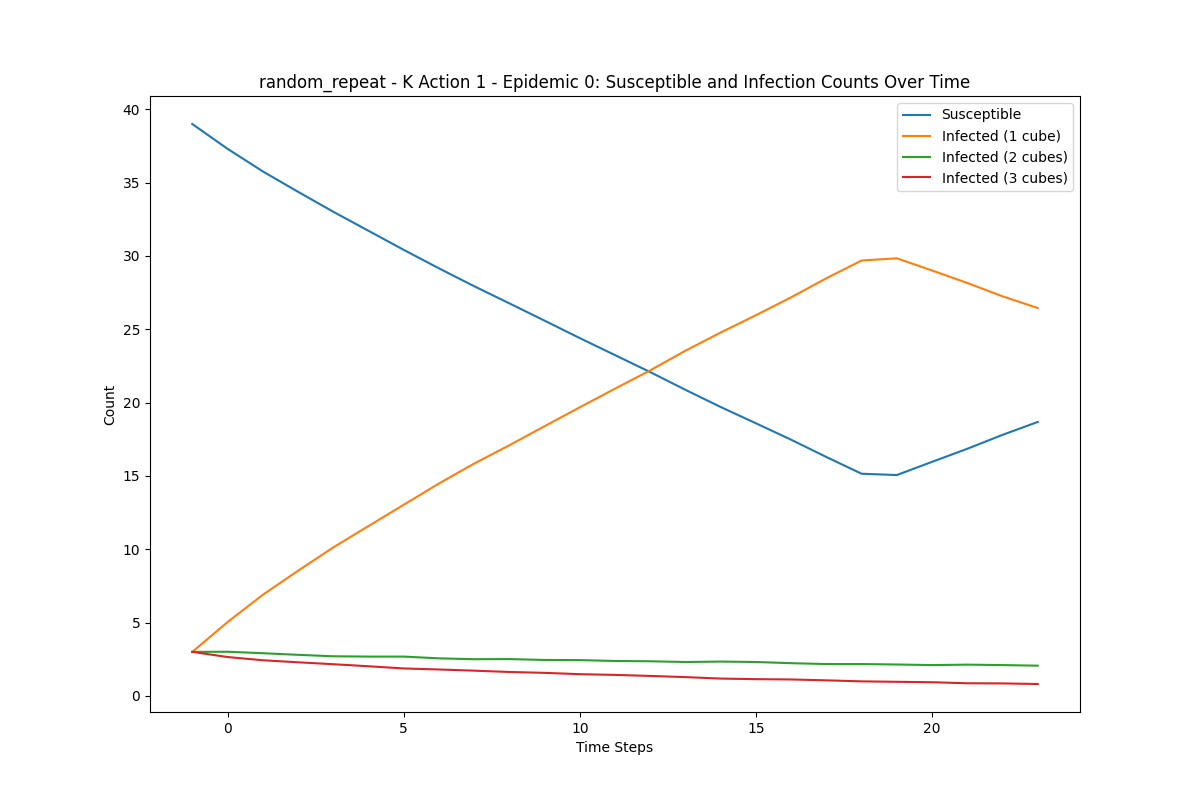 random_repeat - K Action 1 - Epidemic 0: Susceptible and Infection Counts Over Time
40
35
30
25
20
15
10
5
0
Count
Susceptible
Infected (1 cube)
Infected (2 cubes)
Infected (3 cubes)
0 5 10 15 20
Time Steps